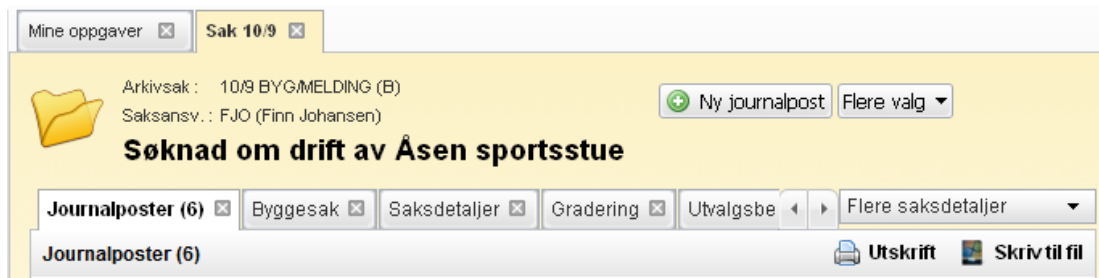 Mine oppgaver Sak 10/9
Arkivsak : 10/9 BYG/MELDING (B)
Saksansv. : FJO (Finn Johansen)
Ny journalpost Flere valg
Søknad om drift av Åsen sportsstue
Journalposter (6) Byggesak Saksdetaljer Gradering Utvalgsbe Flere saksdetaljer
Journalposter (6) Utskrift Skriv til fil